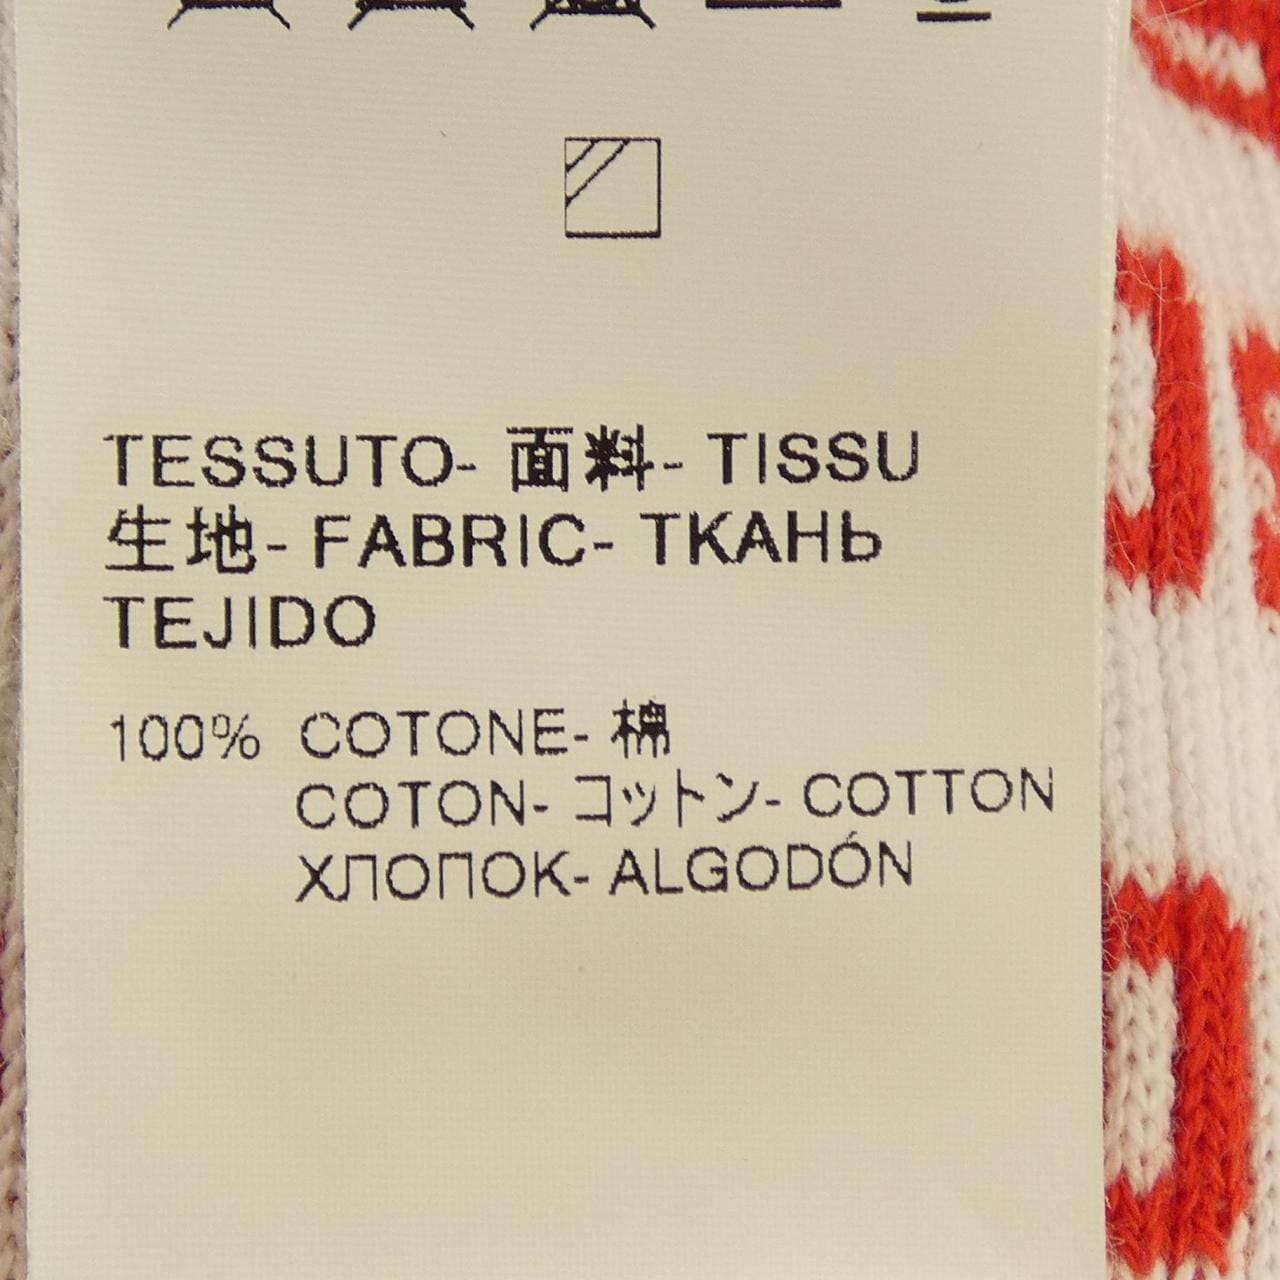 TESSUTO- 面料- TISSU
生地- FABRIC- ТКАНЬ
TEJIDO
100% COTONE- 棉
COTON- コットン- COTTON
ХЛОПОК- ALGODÓN